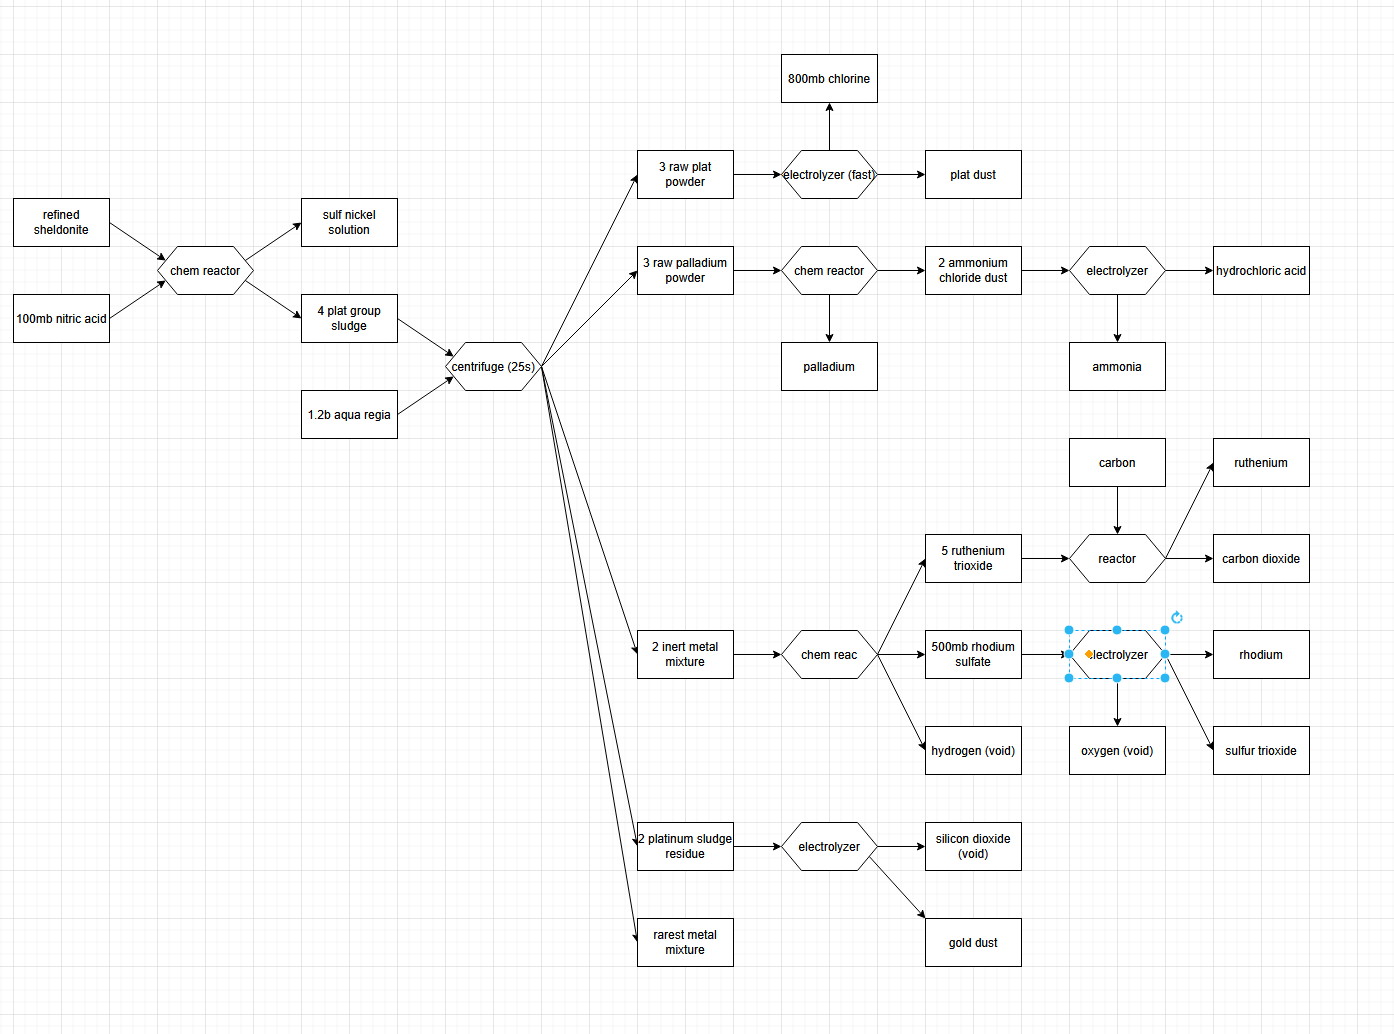 800mb chlorine
3 raw plat
powder
electrolyzer (fast)
plat dust
refined
sheldonite
sulf nickel
solution
chem reactor
3 raw palladium
powder
chem reactor
2 ammonium
chloride dust
electrolyzer
hydrochloric acid
100mb nitric acid
4 plat group
sludge
centrifuge (25s)
palladium
ammonia
1.2b aqua regia
carbon
ruthenium
5 ruthenium
trioxide
reactor
carbon dioxide
2 inert metal
mixture
chem reac
500mb rhodium
sulfate
electrolyzer
rhodium
hydrogen (void)
oxygen (void)
sulfur trioxide
2 platinum sludge
residue
electrolyzer
silicon dioxide
(void)
rarest metal
mixture
gold dust